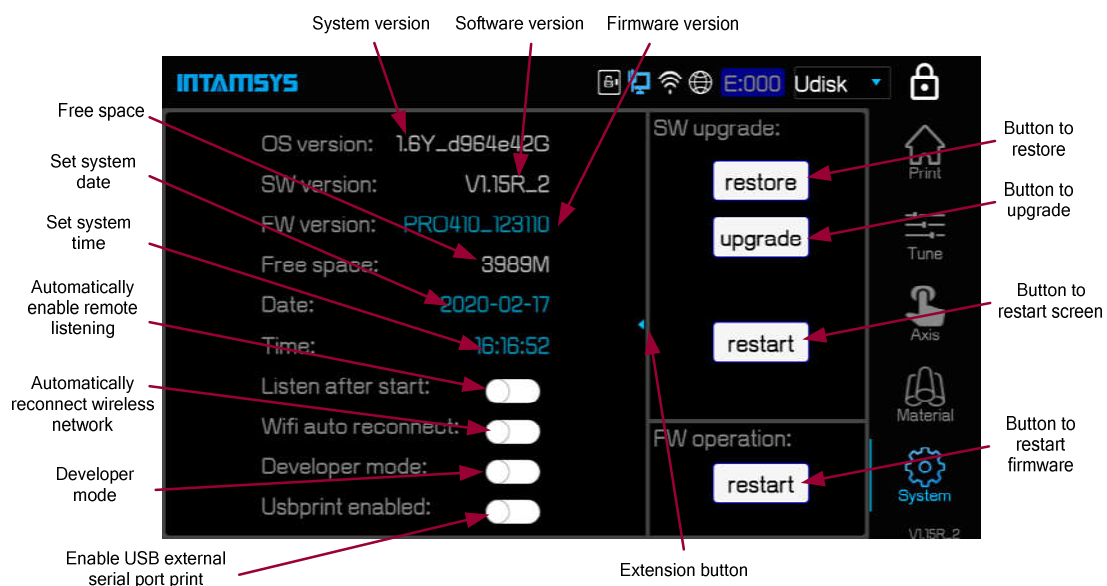 System version
Software version
Firmware version
INTAMSYS
E:000
Udisk
Free space
Set system
date
Set system
time
Automatically
enable remote
listening
Automatically
reconnect wireless
network
Developer
mode
Enable USB external
serial port print
OS version: 1.6Y_d964e42G
SW version: V1.15R_2
FW version: PRO410_123110
Free space: 3989M
Date: 2020-02-17
Time: 16:16:52
Listen after start:
Wifi auto reconnect:
Developer mode:
Usbprint enabled:
SW upgrade:
restore
upgrade
restart
FW operation:
restart
Print
Tune
Axis
Material
System
V1.15R_2
Button to
restore
Button to
upgrade
Button to
restart screen
Button to
restart
firmware
Extension button